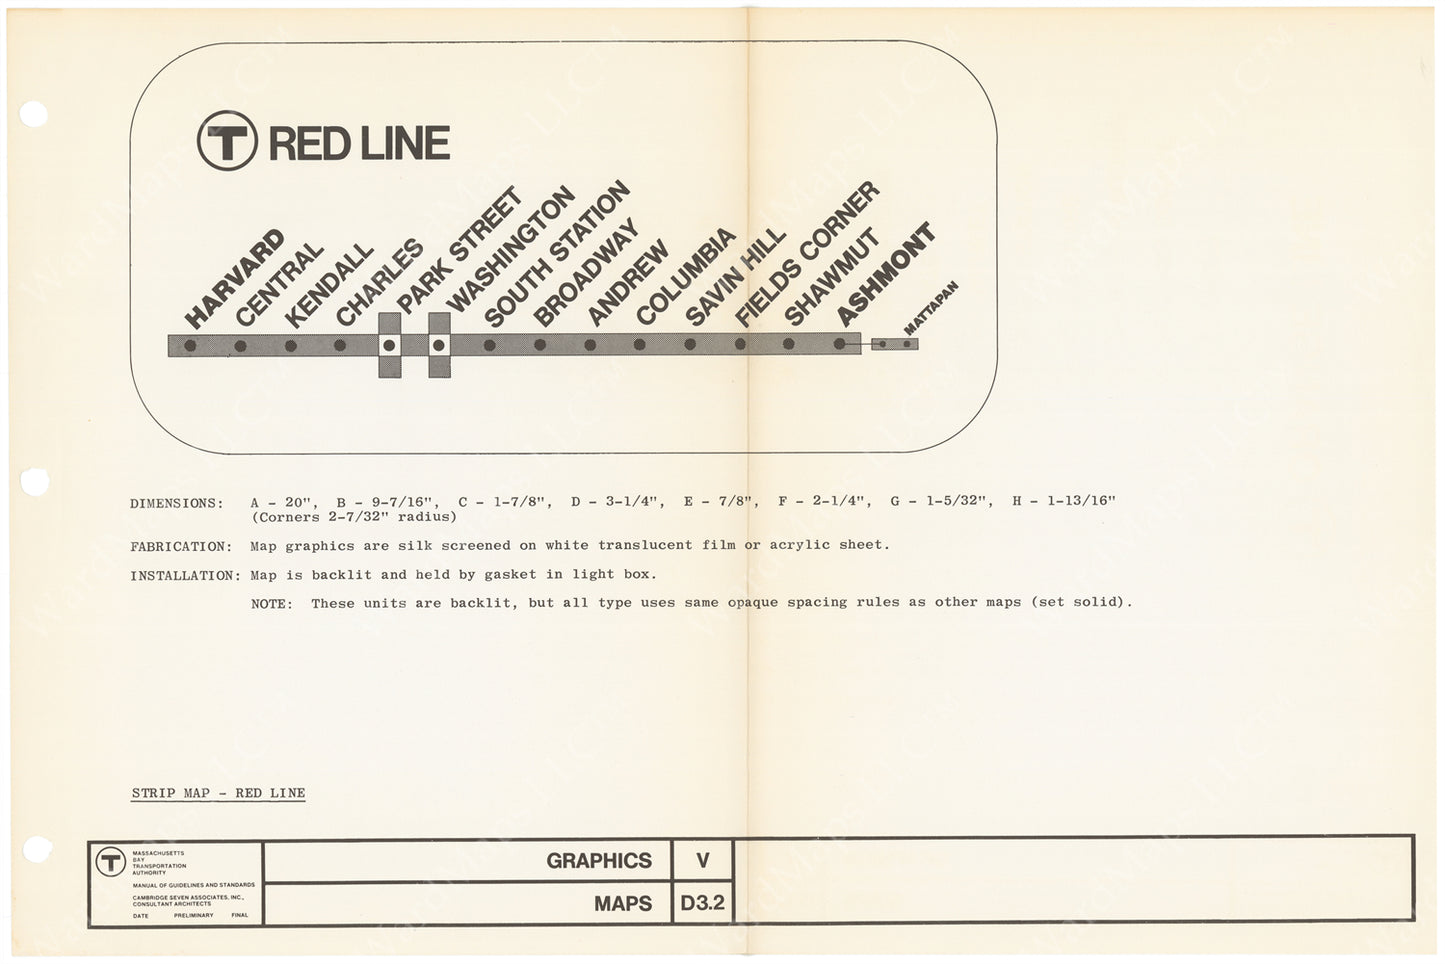 T RED LINE
HARVARD
CENTRAL
KENDALL
CHARLES
PARK STREET
WASHINGTON
SOUTH STATION
BROADWAY
ANDREW
COLUMBIA
SAVIN HILL
FIELDS CORNER
SHAWMUT
ASHMONT
MATTAPAN
DIMENSIONS: A - 20", B - 9-7/16", C - 1-7/8", D - 3-1/4", E - 7/8", F - 2-1/4", G - 1-5/32", H - 1-13/16"
(Corners 2-7/32" radius)
FABRICATION: Map graphics are silk screened on white translucent film or acrylic sheet.
INSTALLATION: Map is backlit and held by gasket in light box.
NOTE: These units are backlit, but all type uses same opaque spacing rules as other maps (set solid).
STRIP MAP - RED LINE
T
MASSACHUSETTS
BAY
TRANSPORTATION
AUTHORITY
MANUAL OF GUIDELINES AND STANDARDS
CAMBRIDGE SEVEN ASSOCIATES, INC.,
CONSULTANT ARCHITECTS
DATE PRELIMINARY FINAL
GRAPHICS V
MAPS D3.2
WardMaps LLC™